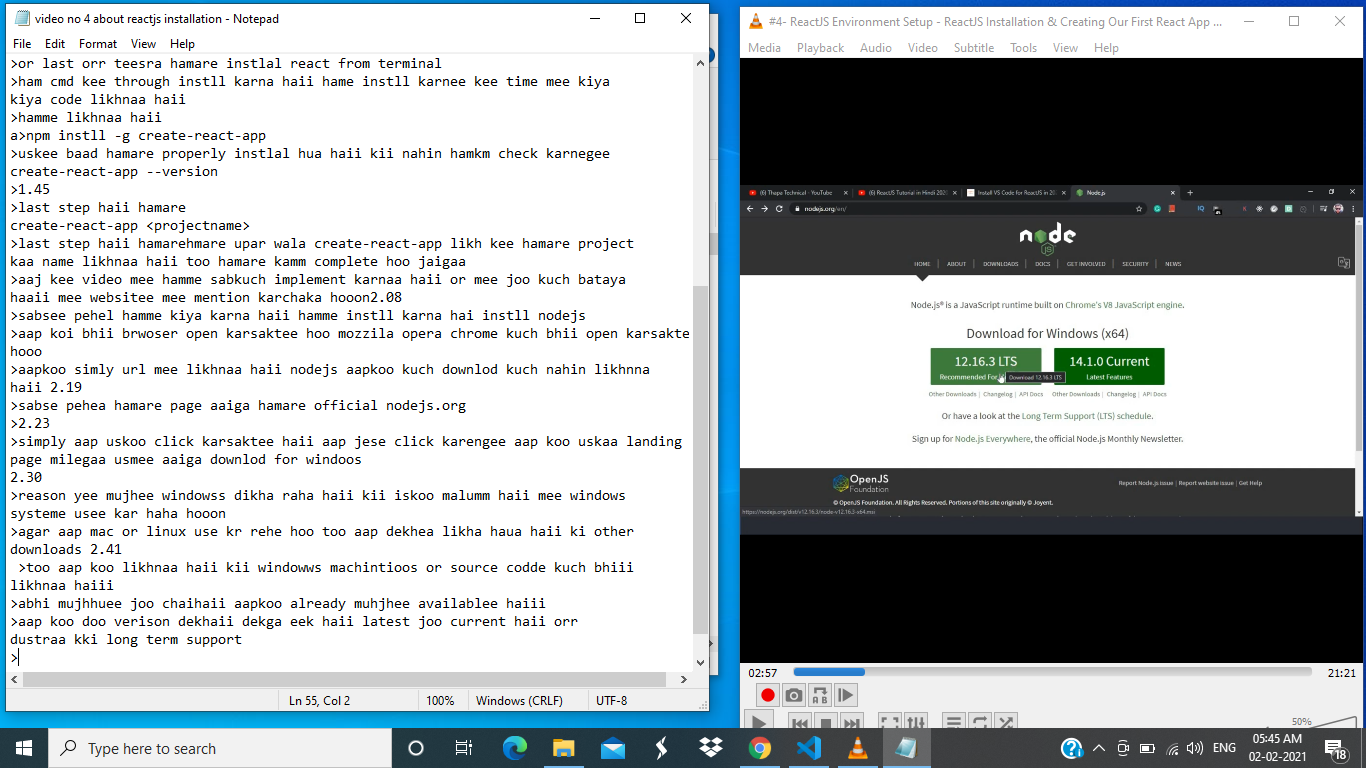 video no 4 about reactjs installation - Notepad
File Edit Format View Help
>or last orr teesra hamare instlal react from terminal
>ham cmd kee through instll karna haii hame instll karnee kee time mee kiya
kiya code likhnaa haii
>hamme likhnaa haii
a>npm instll -g create-react-app
>uskee baad hamare properly instlal hua haii kii nahin hamkm check karnegee
create-react-app --version
>1.45
>last step haii hamare
create-react-app <projectname>
>last step haii hamarehmare upar wala create-react-app likh kee hamare project
kaa name likhnaa haii too hamare kamm complete hoo jaigaa
>aaj kee video mee hamme sabkuch implement karnaa haii or mee joo kuch bataya
haaii mee websitee mee mention karchaka hooon2.08
>sabsee pehel hamme kiya karna haii hamme instll karna hai instll nodejs
>aap koi bhii brwoser open karsaktee hoo mozzila opera chrome kuch bhii open karsakte
hooo
>aapkoo simly url mee likhnaa haii nodejs aapkoo kuch downlod kuch nahin likhnna
haii 2.19
>sabse pehea hamare page aaiga hamare official nodejs.org
>2.23
>simply aap uskoo click karsaktee haii aap jese click karengee aap koo uskaa landing
page milegaa usmee aaiga downlod for windoos
2.30
>reason yee mujhee windowss dikha raha haii kii iskoo malumm haii mee windows
systeme usee kar haha hooon
>agar aap mac or linux use kr rehe hoo too aap dekhea likha haua haii ki other
downloads 2.41
>too aap koo likhnaa haii kii windowws machintioos or source codde kuch bhiii
likhnaa haiii
>abhi mujhhuee joo chaihaii aapkoo already muhjhee availablee haiii
>aap koo doo verison dekhaii dekga eek haii latest joo current haii orr
dustraa kki long term support
>
Ln 55, Col 2 100% Windows (CRLF) UTF-8
#4- ReactJS Environment Setup - ReactJS Installation & Creating Our First React App ...
Media Playback Audio Video Subtitle Tools View Help
(6) Thapa Technical - YouTube
(6) ReactJS Tutorial in Hindi 202
Install VS Code for ReactJS in 20
Node.js
nodejs.org/en/
node
JS
HOME ABOUT DOWNLOADS DOCS GET INVOLVED SECURITY NEWS
Node.js® is a JavaScript runtime built on Chrome's V8 JavaScript engine.
Download for Windows (x64)
12.16.3 LTS 14.1.0 Current
Recommended For Download 12.16.3 LTS Latest Features
Other Downloads | Changelog | API Docs Other Downloads | Changelog | API Docs
Or have a look at the Long Term Support (LTS) schedule.
Sign up for Node.js Everywhere, the official Node.js Monthly Newsletter.
OpenJS
Foundation
Report Node.js issue | Report website issue | Get Help
© OpenJS Foundation. All Rights Reserved. Portions of this site originally © Joyent.
https://nodejs.org/dist/v12.16.3/node-v12.16.3-x64.msi
02:57 21:21
50%
Type here to search
ENG
05:45 AM
02-02-2021
18